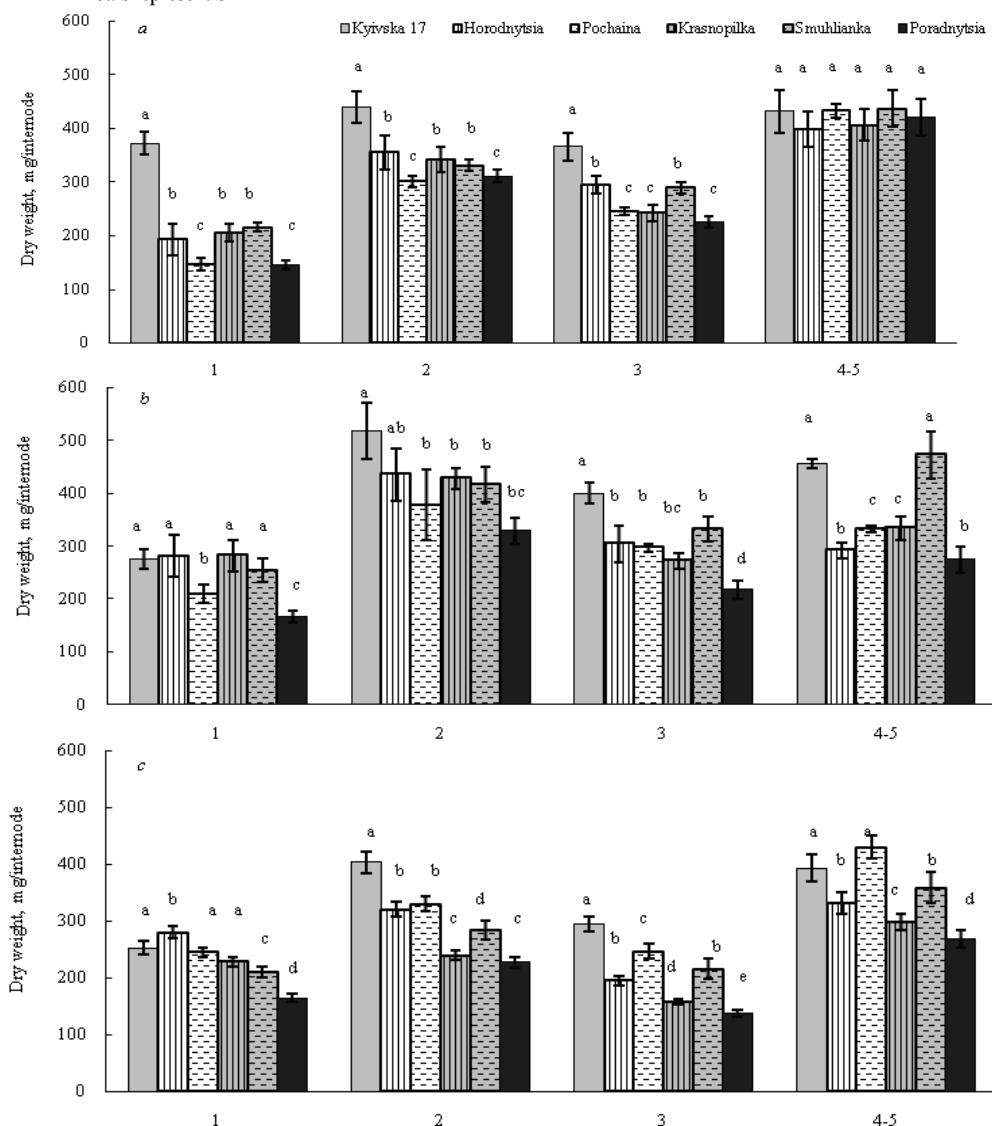 a Kyivska 17 Horodnytsia Pochaina Krasnopilka Smuhlianka Poradnytsia
Dry weight, mg/internode
600
500
400
300
200
100
0
a b c b b c
a b c b b c
a b c c b c
a a a a a a
1 2 3 4-5
b
Dry weight, mg/internode
600
500
400
300
200
100
0
a a b a a c
a ab b b b bc
a b b bc b d
a b c c a b
1 2 3 4-5
c
Dry weight, mg/internode
600
500
400
300
200
100
0
a b a a c d
a b b c d c
a b c d b e
a b a c b d
1 2 3 4-5